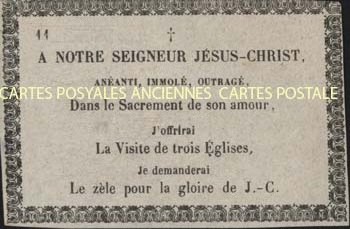 11
†
A NOTRE SEIGNEUR JÉSUS-CHRIST,
ANÉANTI, IMMOLÉ, OUTRAGÉ,
CARTES POSYALES ANCIENNES CARTES POSTALE
Dans le Sacrement de son amour,
J'offrirai
La Visite de trois Églises,
Je demanderai
Le zèle pour la gloire de J.-C.